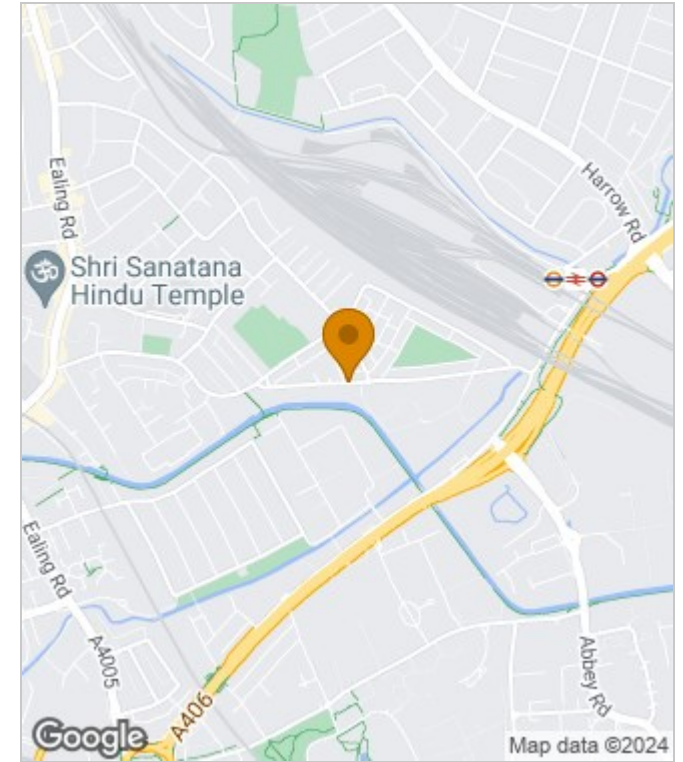 Ealing Rd
Harrow Rd
Shri Sanatana
Hindu Temple
Ealing Rd
A4005
A406
Abbey Rd
Google
Map data ©2024